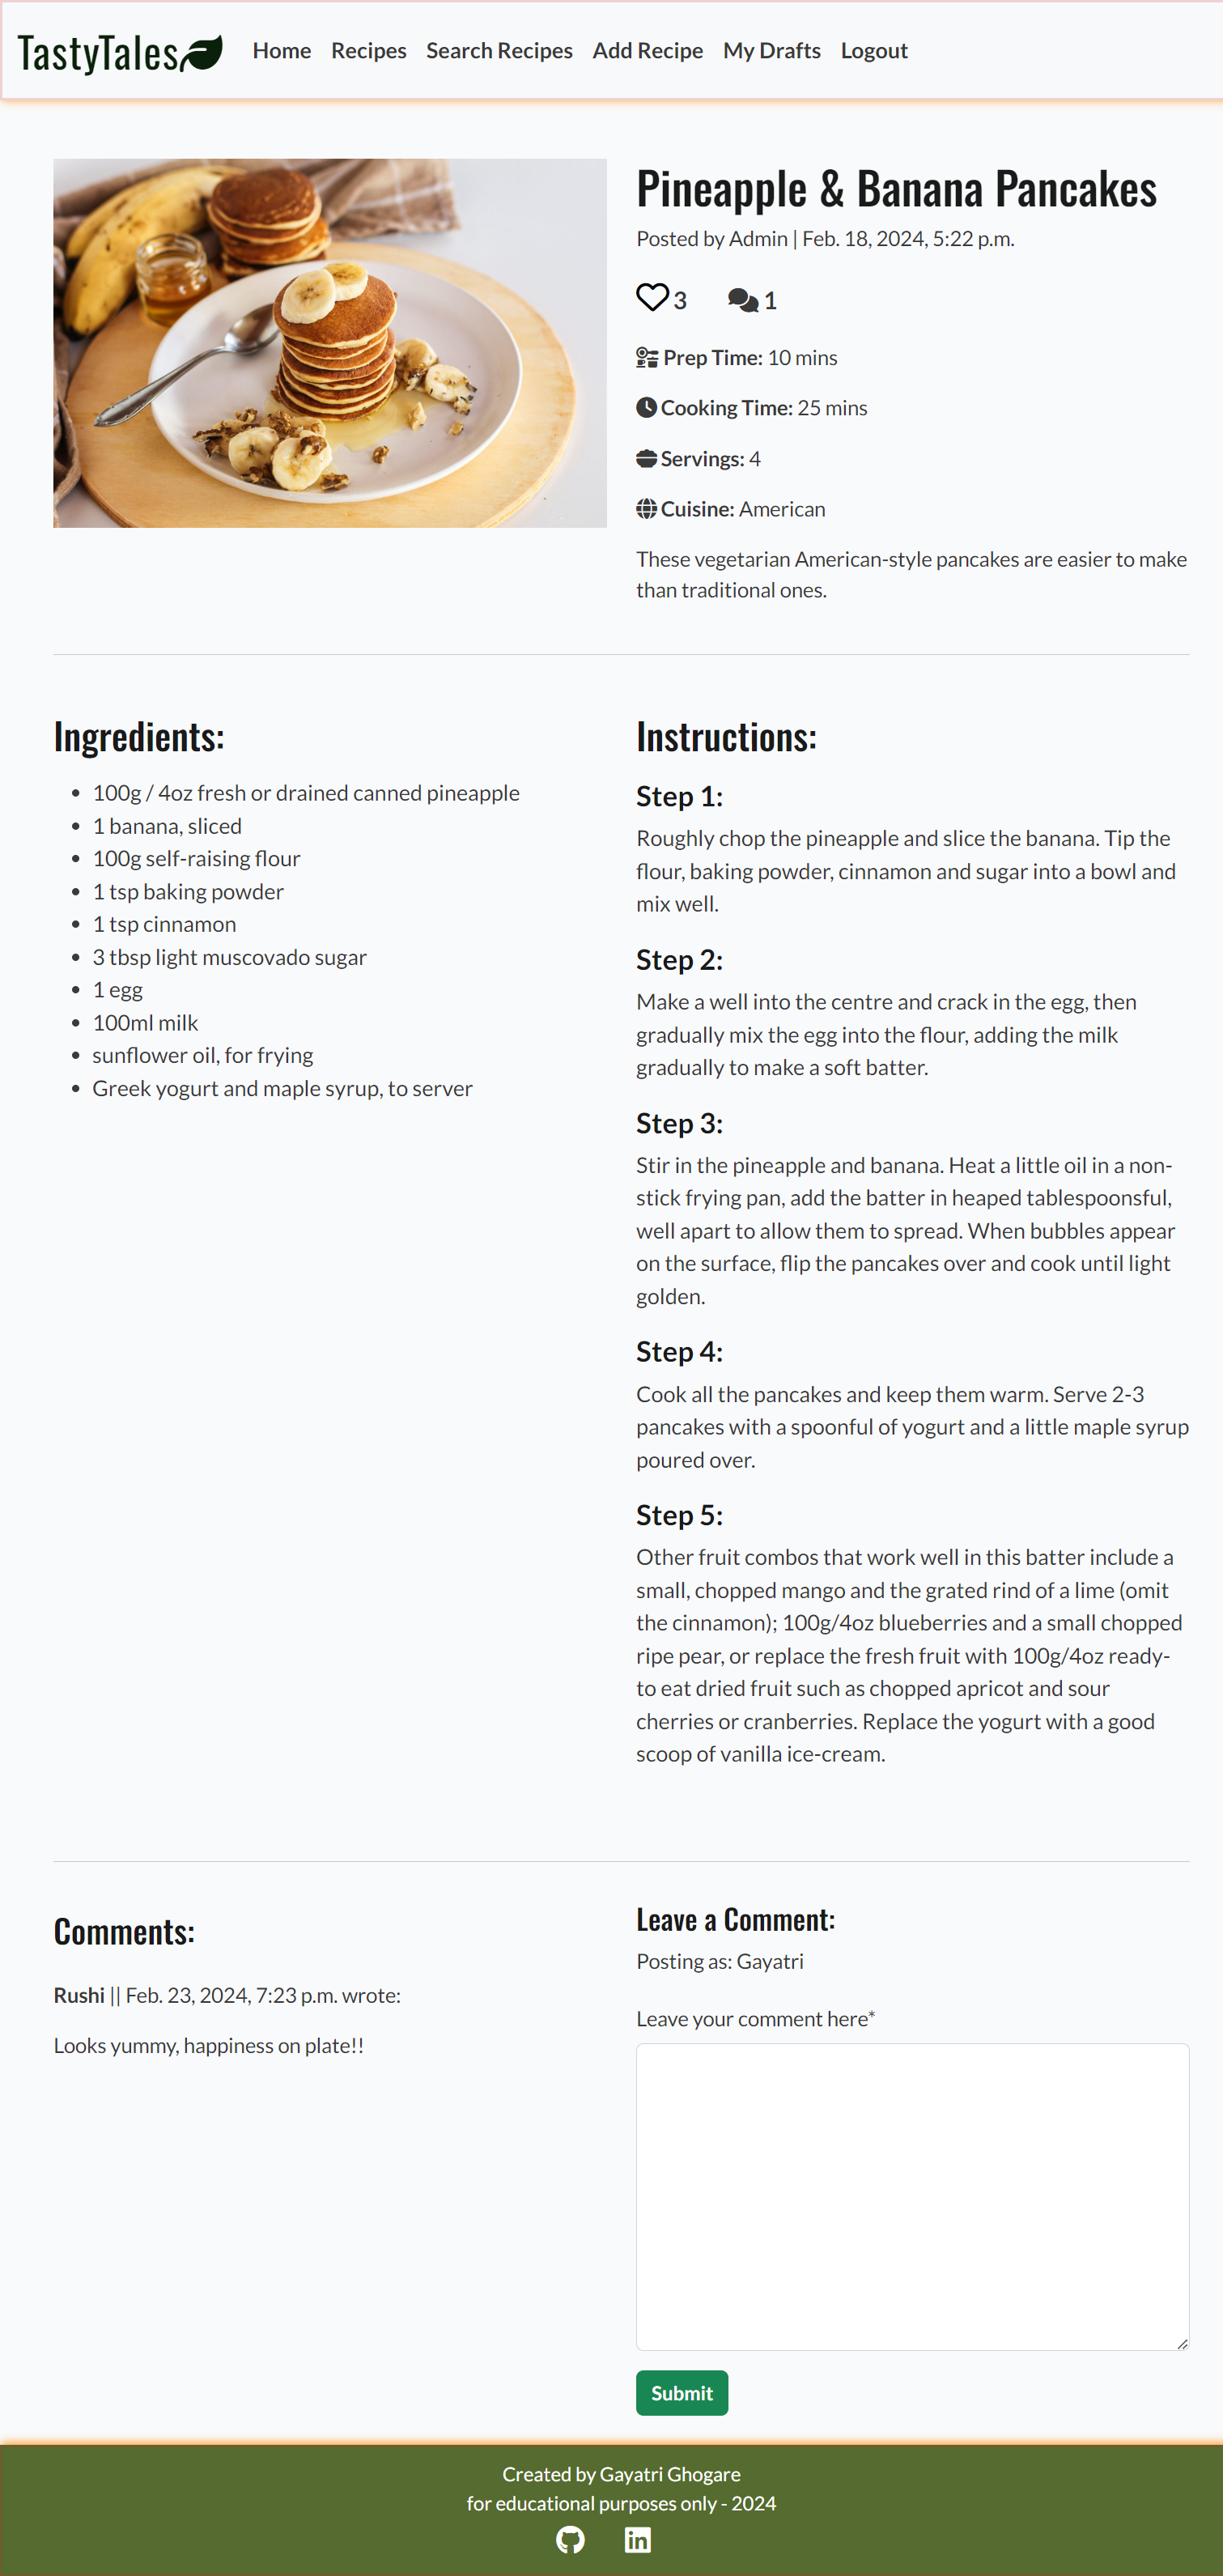 TastyTales
Home Recipes Search Recipes Add Recipe My Drafts Logout
Pineapple & Banana Pancakes
Posted by Admin | Feb. 18, 2024, 5:22 p.m.
3 1
Prep Time: 10 mins
Cooking Time: 25 mins
Servings: 4
Cuisine: American
These vegetarian American-style pancakes are easier to make
than traditional ones.
Ingredients:
100g / 4oz fresh or drained canned pineapple
1 banana, sliced
100g self-raising flour
1 tsp baking powder
1 tsp cinnamon
3 tbsp light muscovado sugar
1 egg
100ml milk
sunflower oil, for frying
Greek yogurt and maple syrup, to server
Instructions:
Step 1:
Roughly chop the pineapple and slice the banana. Tip the
flour, baking powder, cinnamon and sugar into a bowl and
mix well.
Step 2:
Make a well into the centre and crack in the egg, then
gradually mix the egg into the flour, adding the milk
gradually to make a soft batter.
Step 3:
Stir in the pineapple and banana. Heat a little oil in a non-
stick frying pan, add the batter in heaped tablespoonsful,
well apart to allow them to spread. When bubbles appear
on the surface, flip the pancakes over and cook until light
golden.
Step 4:
Cook all the pancakes and keep them warm. Serve 2-3
pancakes with a spoonful of yogurt and a little maple syrup
poured over.
Step 5:
Other fruit combos that work well in this batter include a
small, chopped mango and the grated rind of a lime (omit
the cinnamon); 100g/4oz blueberries and a small chopped
ripe pear, or replace the fresh fruit with 100g/4oz ready-
to eat dried fruit such as chopped apricot and sour
cherries or cranberries. Replace the yogurt with a good
scoop of vanilla ice-cream.
Comments:
Rushi || Feb. 23, 2024, 7:23 p.m. wrote:
Looks yummy, happiness on plate!!
Leave a Comment:
Posting as: Gayatri
Leave your comment here*
Submit
Created by Gayatri Ghogare
for educational purposes only - 2024
in